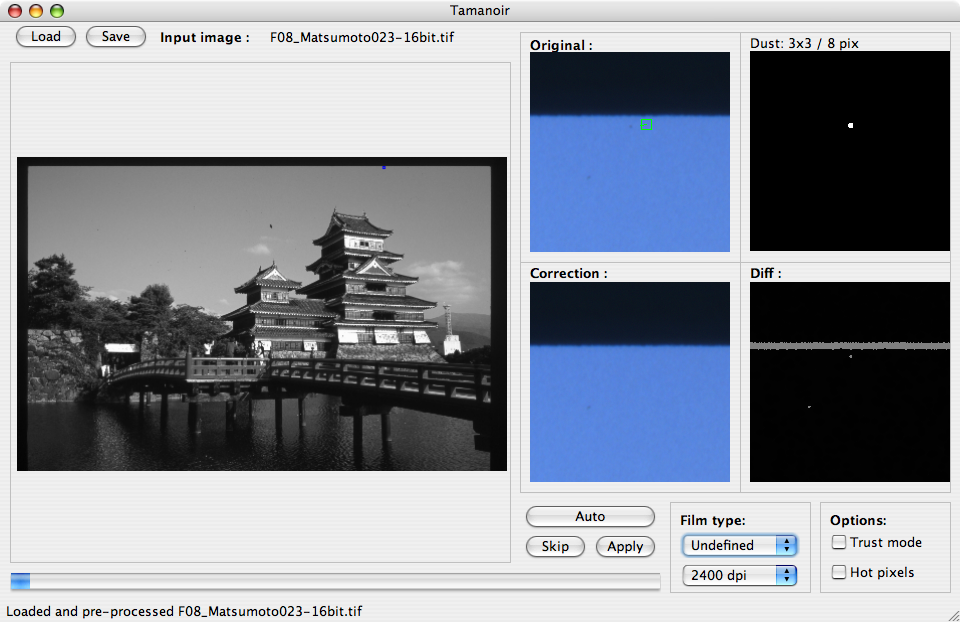 Tamanoir
Load Save Input image : F08_Matsumoto023-16bit.tif
Original : Dust: 3x3 / 8 pix
Correction : Diff :
Auto
Skip Apply
Film type:
Undefined
2400 dpi
Options:
Trust mode
Hot pixels
Loaded and pre-processed F08_Matsumoto023-16bit.tif